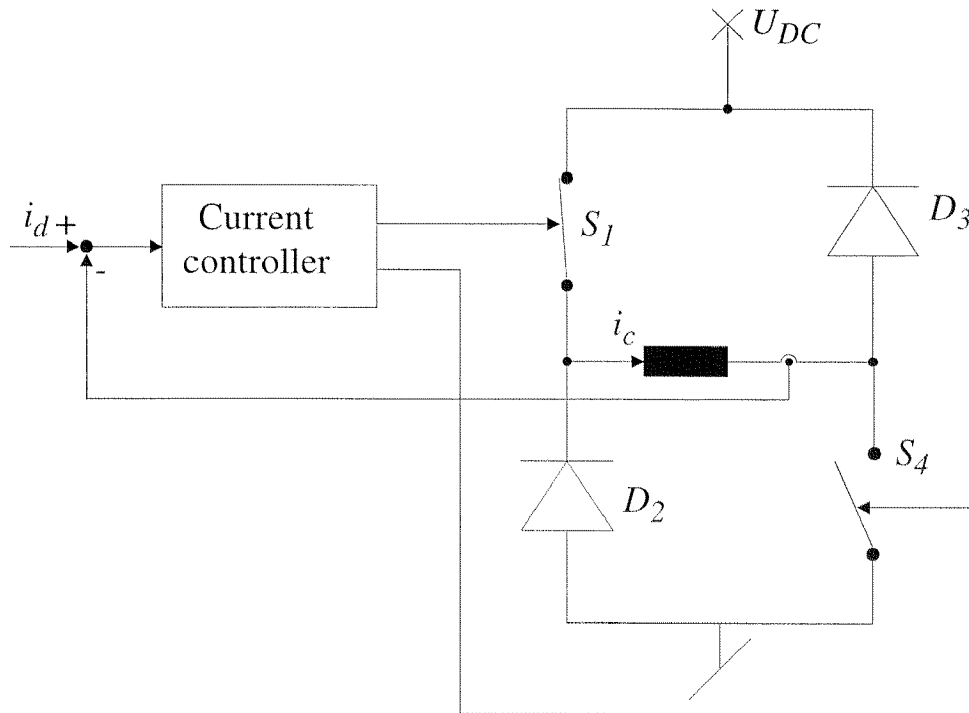 U_DC
i_d +
-
Current
controller
S_1
D_3
i_c
S_4
D_2